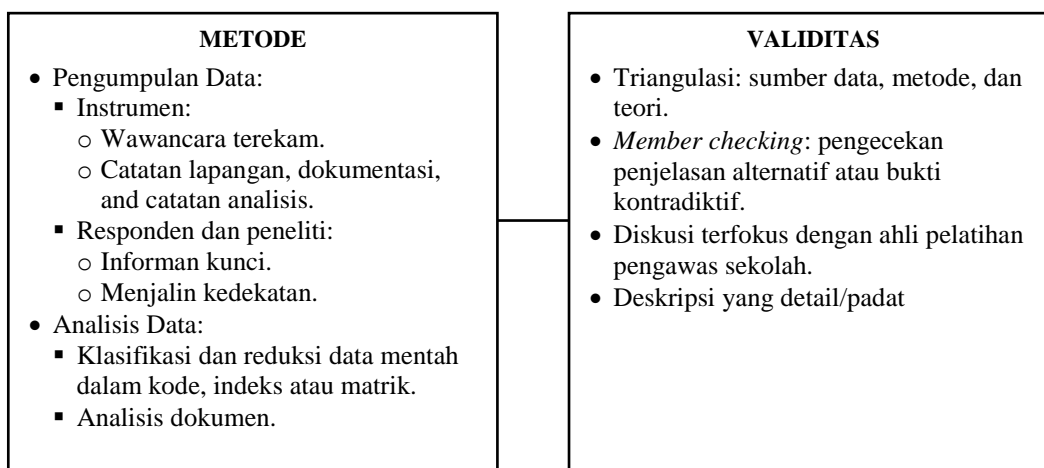 METODE
• Pengumpulan Data:
▪ Instrumen:
o Wawancara terekam.
o Catatan lapangan, dokumentasi,
and catatan analisis.
▪ Responden dan peneliti:
o Informan kunci.
o Menjalin kedekatan.
• Analisis Data:
▪ Klasifikasi dan reduksi data mentah
dalam kode, indeks atau matrik.
▪ Analisis dokumen.
VALIDITAS
• Triangulasi: sumber data, metode, dan
teori.
• Member checking: pengecekan
penjelasan alternatif atau bukti
kontradiktif.
• Diskusi terfokus dengan ahli pelatihan
pengawas sekolah.
• Deskripsi yang detail/padat